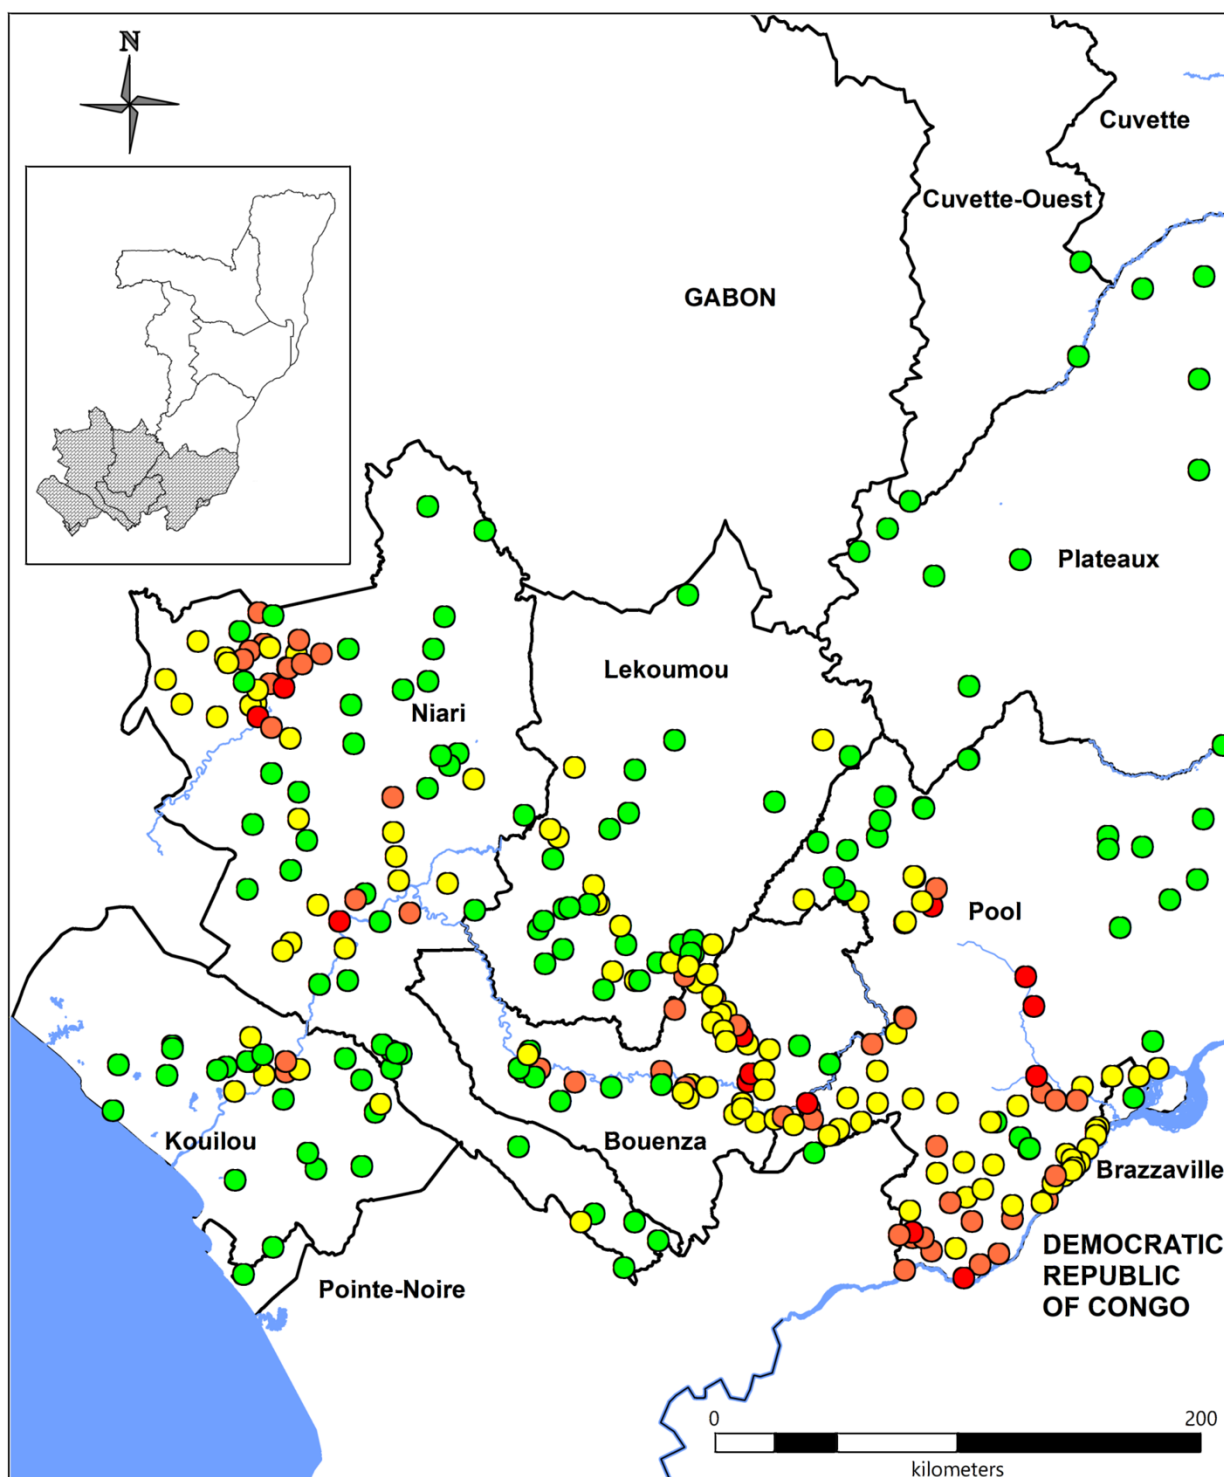 N
Cuvette
Cuvette-Ouest
GABON
Plateaux
Lekoumou
Niari
Pool
Kouilou
Bouenza
Brazzaville
DEMOCRATIC
REPUBLIC
OF CONGO
Pointe-Noire
0 200
kilometers